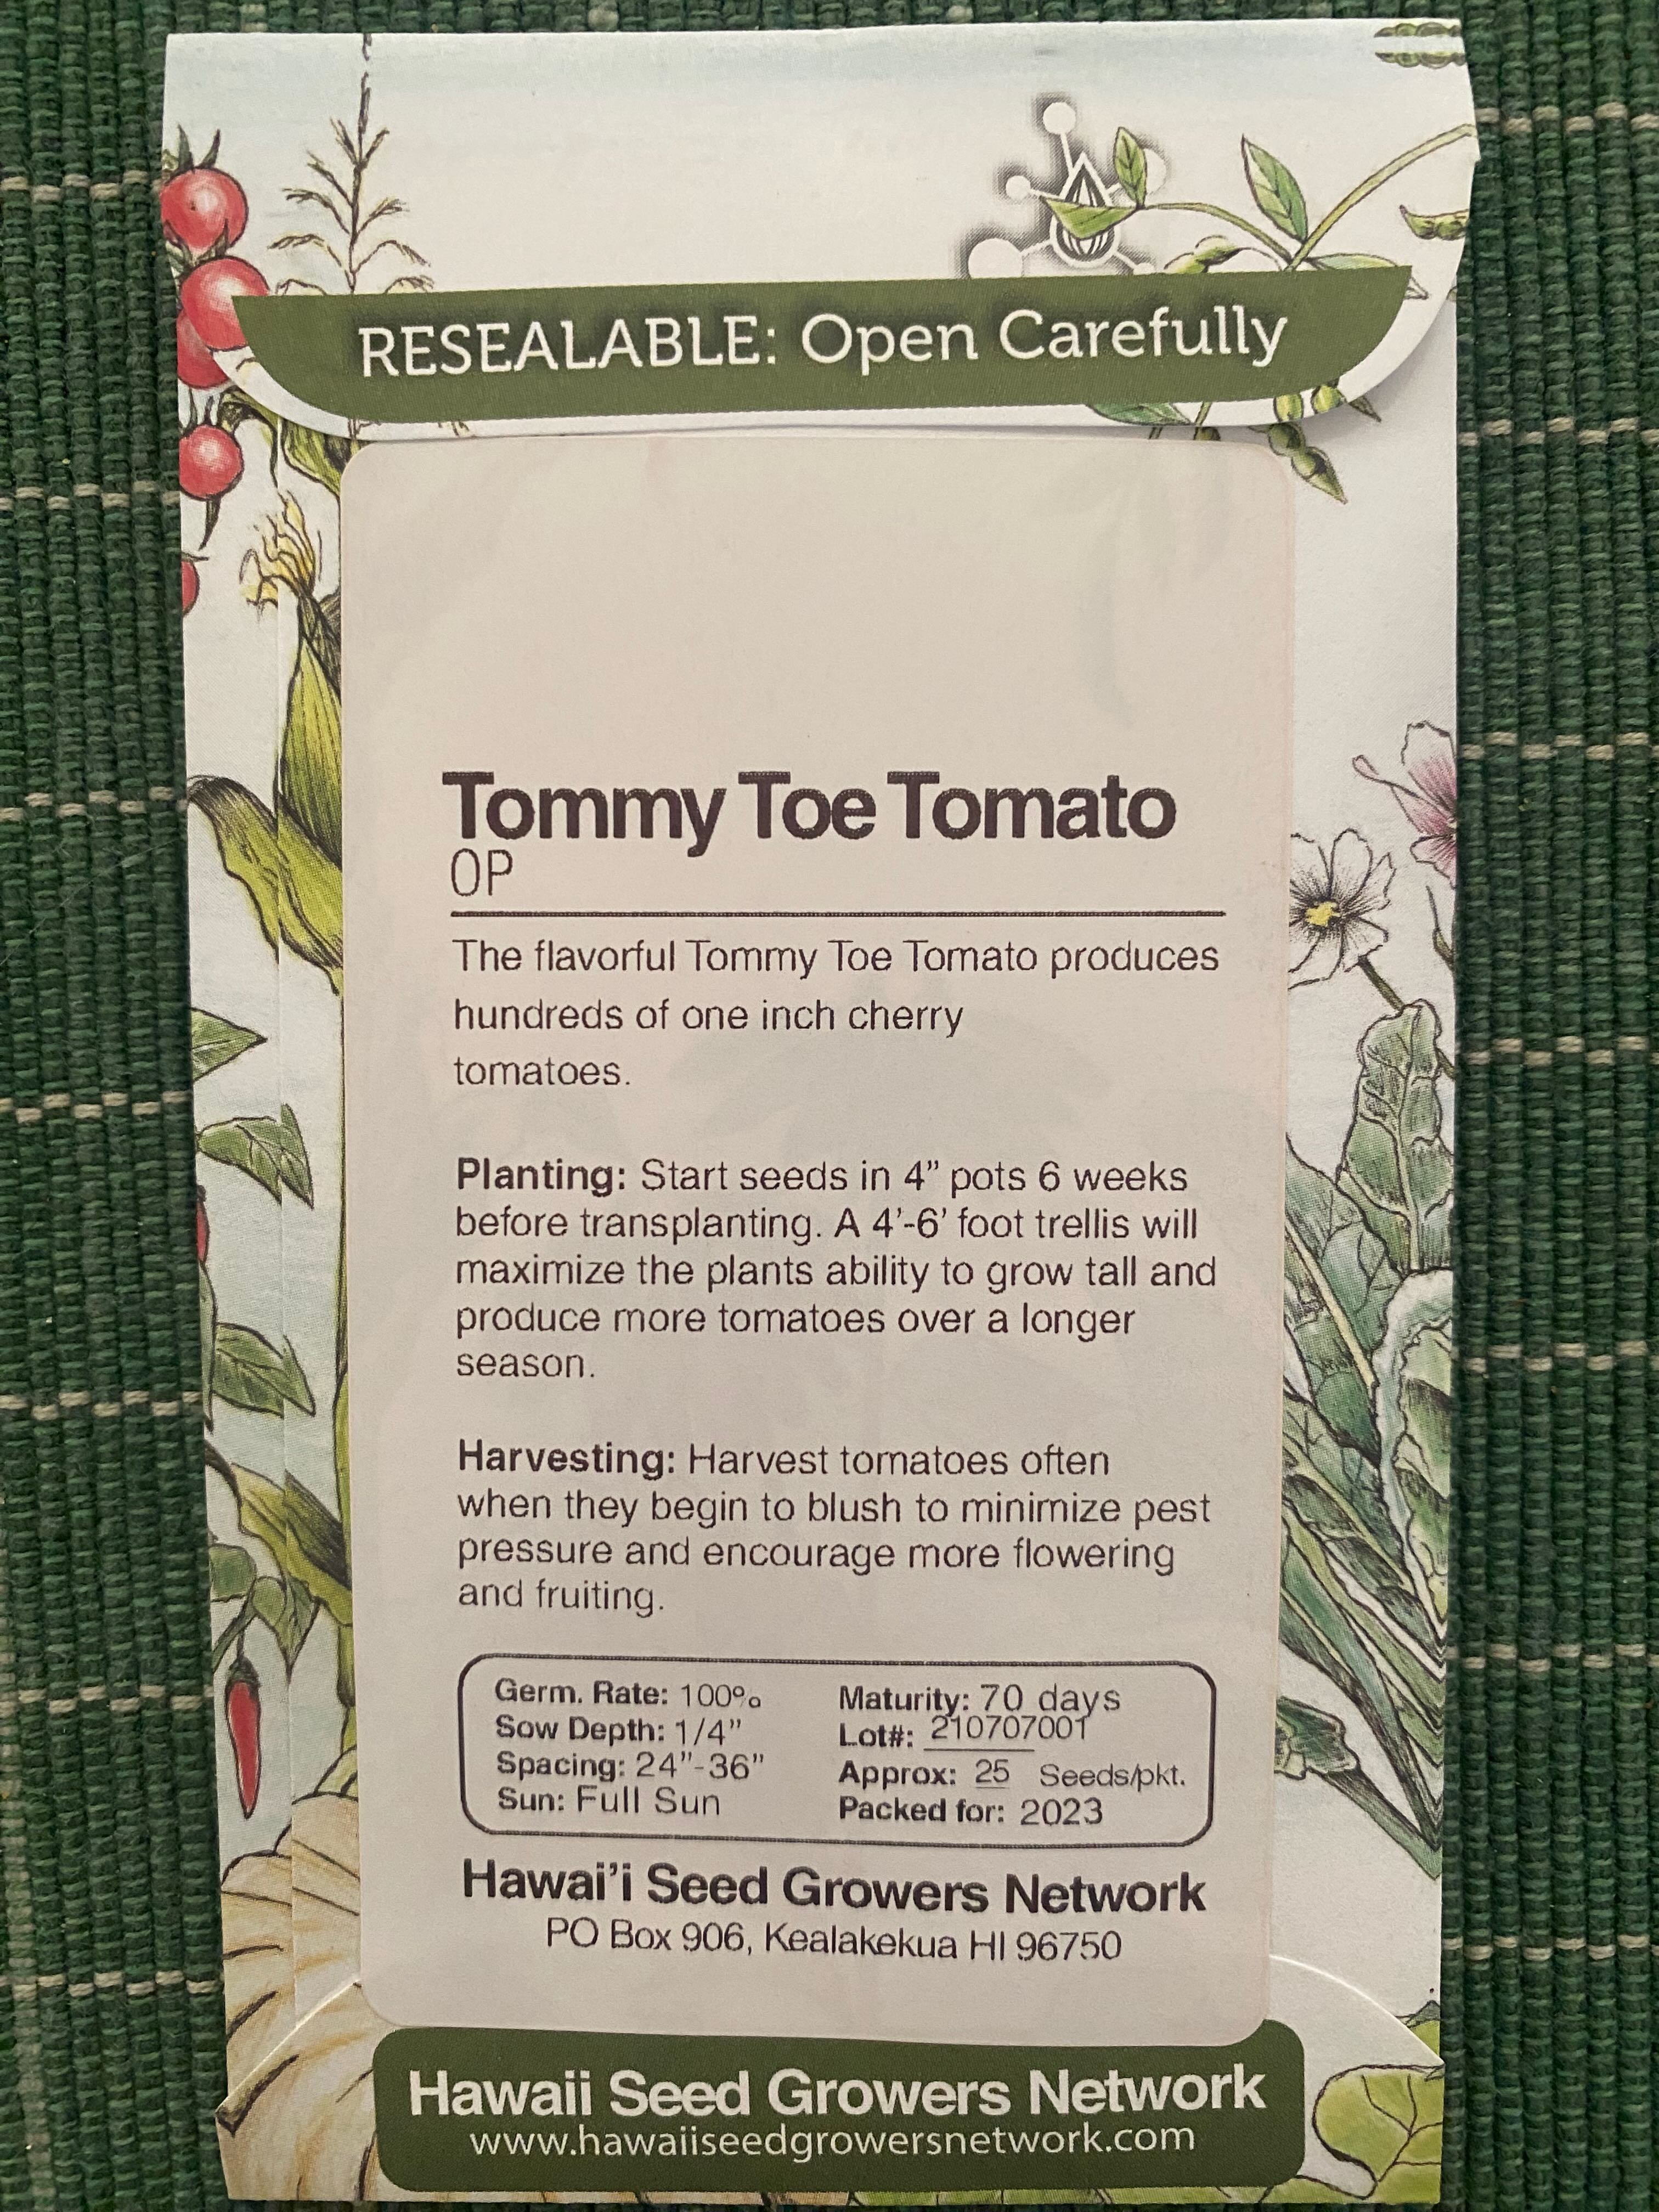 RESEALABLE: Open Carefully
Tommy Toe Tomato
OP
The flavorful Tommy Toe Tomato produces
hundreds of one inch cherry
tomatoes.
Planting: Start seeds in 4” pots 6 weeks
before transplanting. A 4’-6’ foot trellis will
maximize the plants ability to grow tall and
produce more tomatoes over a longer
season.
Harvesting: Harvest tomatoes often
when they begin to blush to minimize pest
pressure and encourage more flowering
and fruiting.
Germ. Rate: 100%
Sow Depth: 1/4”
Spacing: 24”-36”
Sun: Full Sun
Maturity: 70 days
Lot#: 210707001
Approx: 25 Seeds/pkt.
Packed for: 2023
Hawai’i Seed Growers Network
PO Box 906, Kealakekua HI 96750
Hawaii Seed Growers Network
www.hawaiiseedgrowersnetwork.com